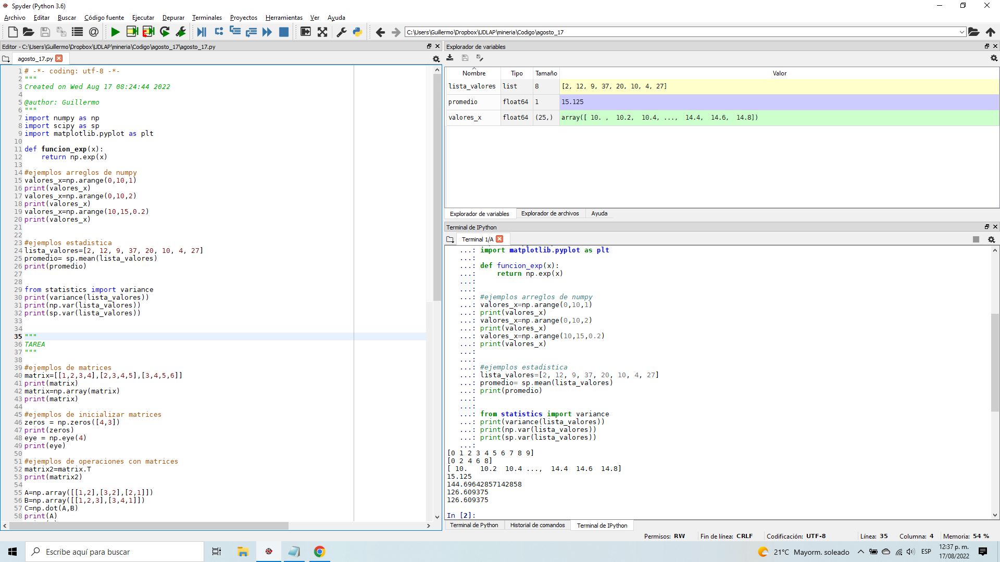 Spyder (Python 3.6)
Archivo Editar Buscar Código fuente Ejecutar Depurar Terminales Proyectos Herramientas Ver Ayuda
C:\Users\Guillermo\Dropbox\UDLAP\mineria\Codigo\agosto_17
Editor - C:\Users\Guillermo\Dropbox\UDLAP\mineria\Codigo\agosto_17\agosto_17.py
agosto_17.py
1 # -*- coding: utf-8 -*-
2 """
3 Created on Wed Aug 17 08:24:44 2022
4
5 @author: Guillermo
6 """
7 import numpy as np
8 import scipy as sp
9 import matplotlib.pyplot as plt
10
11 def funcion_exp(x):
12     return np.exp(x)
13
14 #ejemplos arreglos de numpy
15 valores_x=np.arange(0,10,1)
16 print(valores_x)
17 valores_x=np.arange(0,10,2)
18 print(valores_x)
19 valores_x=np.arange(10,15,0.2)
20 print(valores_x)
21
22
23 #ejemplos estadistica
24 lista_valores=[2, 12, 9, 37, 20, 10, 4, 27]
25 promedio= sp.mean(lista_valores)
26 print(promedio)
27
28
29 from statistics import variance
30 print(variance(lista_valores))
31 print(np.var(lista_valores))
32 print(sp.var(lista_valores))
33
34
35 """
36 TAREA
37 """
38
39 #ejemplos de matrices
40 matrix=[[1,2,3,4],[2,3,4,5],[3,4,5,6]]
41 print(matrix)
42 matrix=np.array(matrix)
43 print(matrix)
44
45 #ejemplos de inicializar matrices
46 zeros = np.zeros([4,3])
47 print(zeros)
48 eye = np.eye(4)
49 print(eye)
50
51 #ejemplos de operaciones con matrices
52 matrix2=matrix.T
53 print(matrix2)
54
55 A=np.array([[1,2],[3,2],[2,1]])
56 B=np.array([[1,2,3],[3,4,1]])
57 C=np.dot(A,B)
58 print(A)
Explorador de variables
Nombre Tipo Tamaño Valor
lista_valores list 8 [2, 12, 9, 37, 20, 10, 4, 27]
promedio float64 1 15.125
valores_x float64 (25,) array([ 10. ,  10.2,  10.4, ...,  14.4,  14.6,  14.8])
Explorador de variables Explorador de archivos Ayuda
Terminal de IPython
Terminal 1/A
...: import matplotlib.pyplot as plt
...:
...: def funcion_exp(x):
...:     return np.exp(x)
...:
...:
...: #ejemplos arreglos de numpy
...: valores_x=np.arange(0,10,1)
...: print(valores_x)
...: valores_x=np.arange(0,10,2)
...: print(valores_x)
...: valores_x=np.arange(10,15,0.2)
...: print(valores_x)
...:
...:
...: #ejemplos estadistica
...: lista_valores=[2, 12, 9, 37, 20, 10, 4, 27]
...: promedio= sp.mean(lista_valores)
...: print(promedio)
...:
...:
...: from statistics import variance
...: print(variance(lista_valores))
...: print(np.var(lista_valores))
...: print(sp.var(lista_valores))
...:
[0 1 2 3 4 5 6 7 8 9]
[0 2 4 6 8]
[ 10.   10.2  10.4 ...,  14.4  14.6  14.8]
15.125
144.69642857142858
126.609375
126.609375
In [2]:
Terminal de Python Historial de comandos Terminal de IPython
Permisos: RW Fin de línea: CRLF Codificación: UTF-8 Línea: 35 Columna: 4 Memoria: 54 %
Escribe aquí para buscar
21°C Mayorm. soleado
ESP
12:37 p. m.
17/08/2022